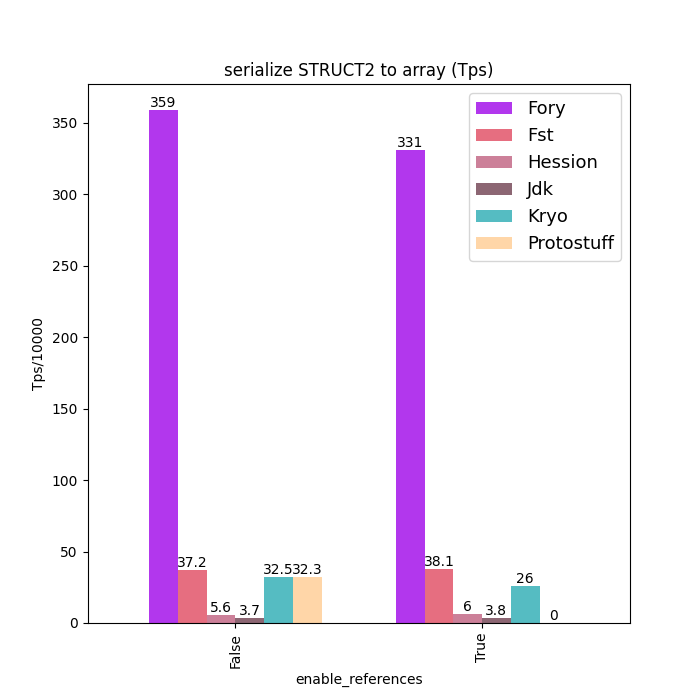 serialize STRUCT2 to array (Tps)
Fory
Fst
Hession
Jdk
Kryo
Protostuff
359
331
37.2
5.6
3.7
32.5
32.3
38.1
6
3.8
26
0
350
300
250
200
150
100
50
0
Tps/10000
False
True
enable_references